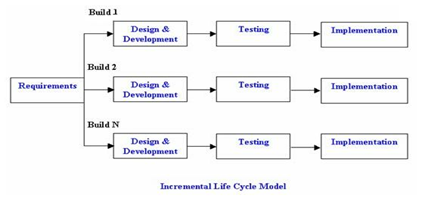 Build 1
Design &
Development
Testing
Implementation
Build 2
Requirements
Design &
Development
Testing
Implementation
Build N
Design &
Development
Testing
Implementation
Incremental Life Cycle Model